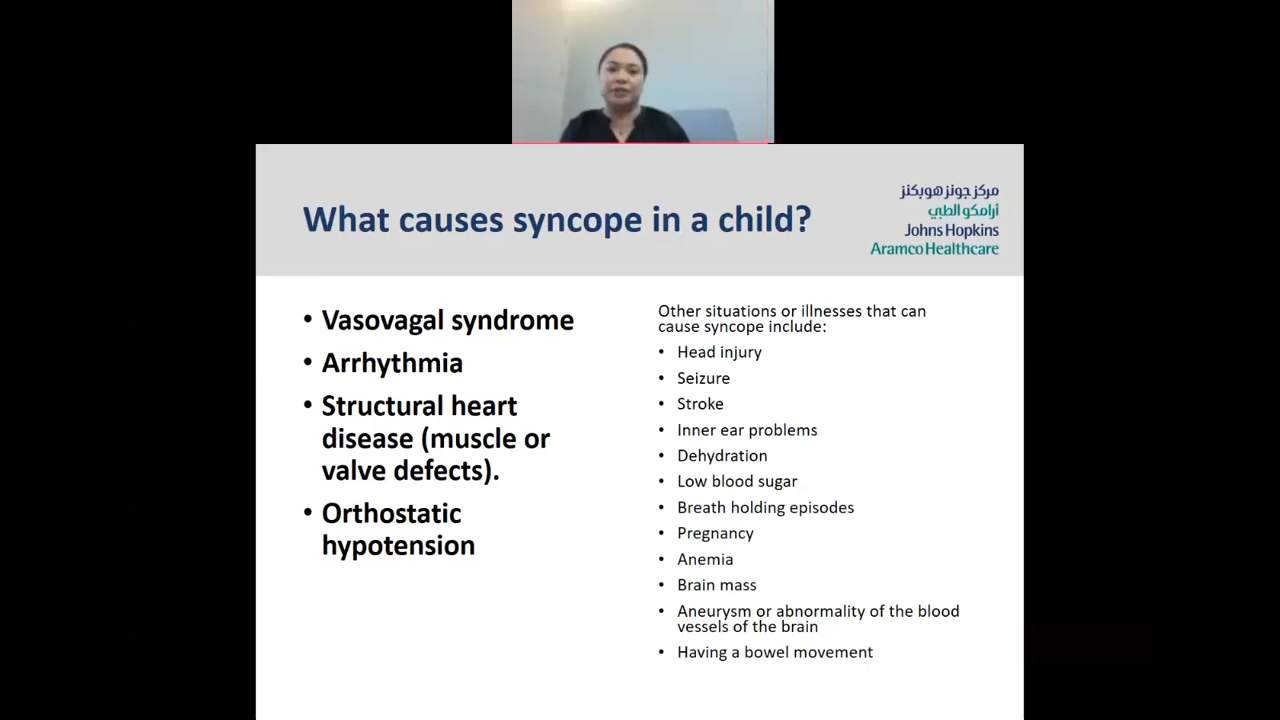 What causes syncope in a child?
مركز جونز هوبكنز
أرامكو الطبي
Johns Hopkins
Aramco Healthcare
• Vasovagal syndrome
• Arrhythmia
• Structural heart
disease (muscle or
valve defects).
• Orthostatic
hypotension
Other situations or illnesses that can
cause syncope include:
• Head injury
• Seizure
• Stroke
• Inner ear problems
• Dehydration
• Low blood sugar
• Breath holding episodes
• Pregnancy
• Anemia
• Brain mass
• Aneurysm or abnormality of the blood
vessels of the brain
• Having a bowel movement